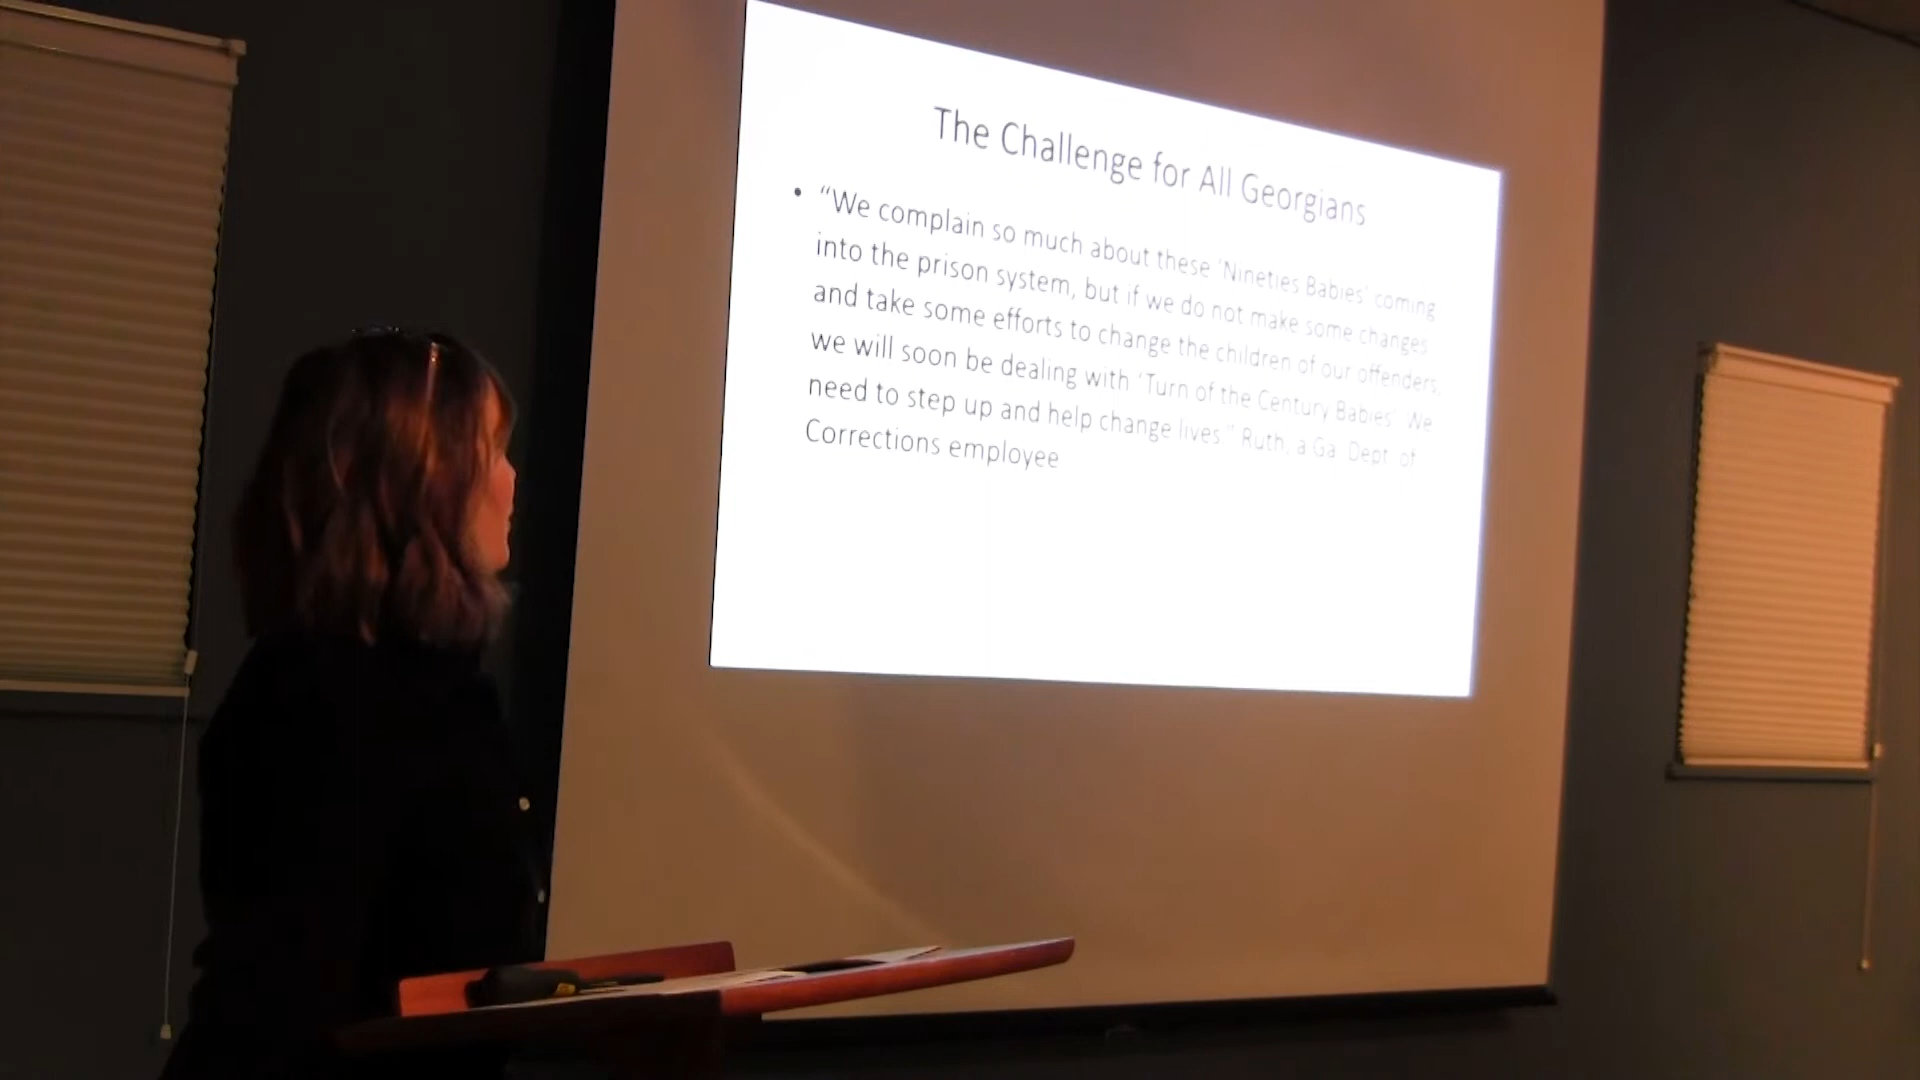 The Challenge for All Georgians
• “We complain so much about these ‘Nineties Babies’ coming
into the prison system, but if we do not make some changes
and take some efforts to change the children of our offenders,
we will soon be dealing with ‘Turn of the Century Babies’. We
need to step up and help change lives.” Ruth, a Ga. Dept. of
Corrections employee